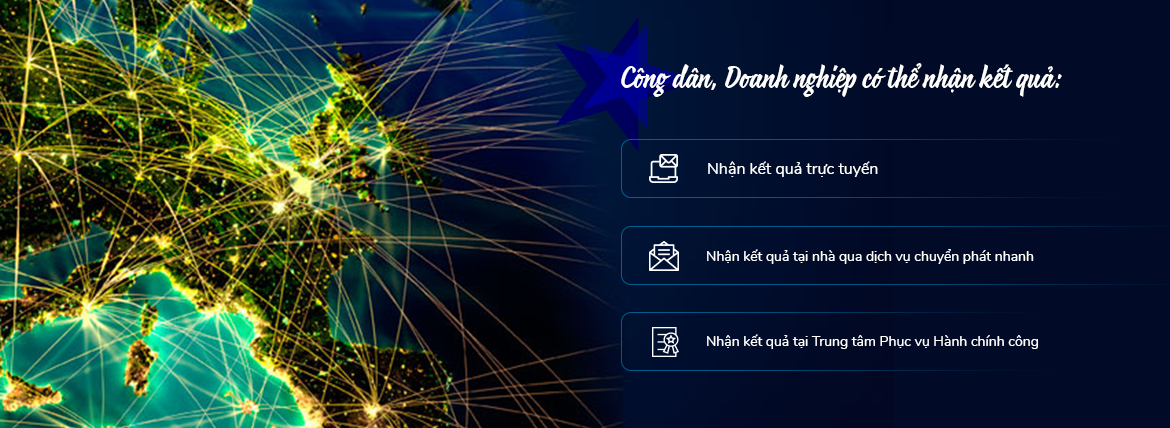 Công dân, Doanh nghiệp có thể nhận kết quả:
Nhận kết quả trực tuyến
Nhận kết quả tại nhà qua dịch vụ chuyển phát nhanh
Nhận kết quả tại Trung tâm Phục vụ Hành chính công